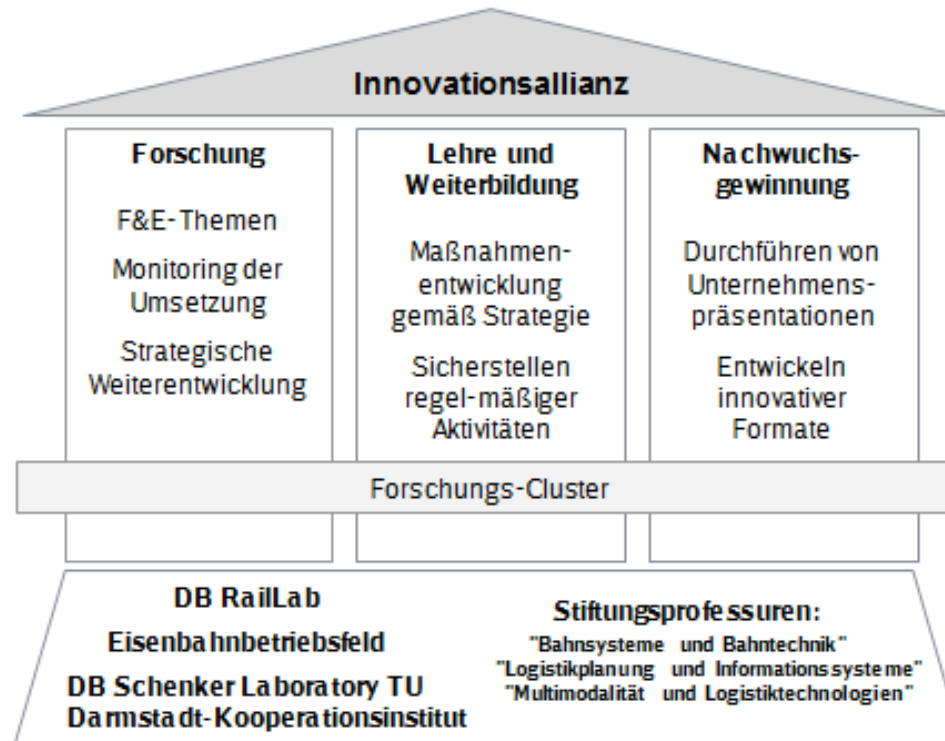 Innovationsallianz
Forschung
F&E-Themen
Monitoring der
Umsetzung
Strategische
Weiterentwicklung
Lehre und
Weiterbildung
Maßnahmen-
entwicklung
gemäß Strategie
Sicherstellen
regel-mäßiger
Aktivitäten
Nachwuchs-
gewinnung
Durchführen von
Unternehmens-
präsentationen
Entwickeln
innovativer
Formate
Forschungs-Cluster
DB RailLab
Eisenbahnbetriebsfeld
DB Schenker Laboratory TU
Darmstadt-Kooperationsinstitut
Stiftungsprofessuren:
"Bahnsysteme und Bahntechnik"
"Logistikplanung und Informationssysteme"
"Multimodalität und Logistiktechnologien"